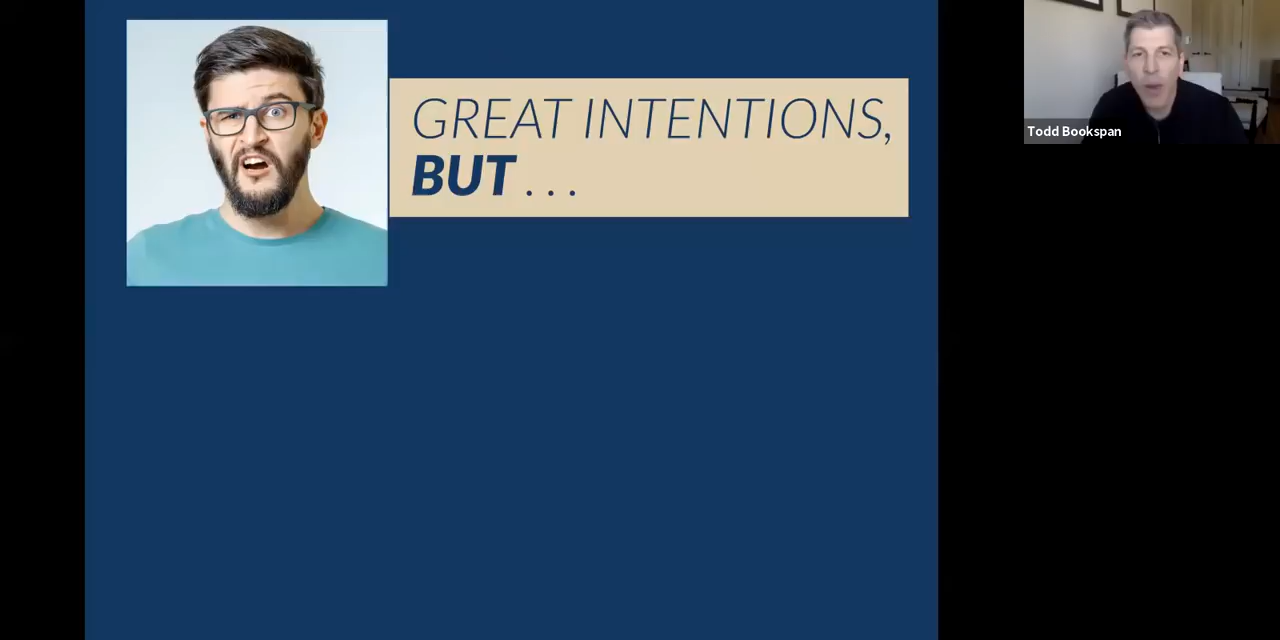 GREAT INTENTIONS,
BUT . . .
Todd Bookspan